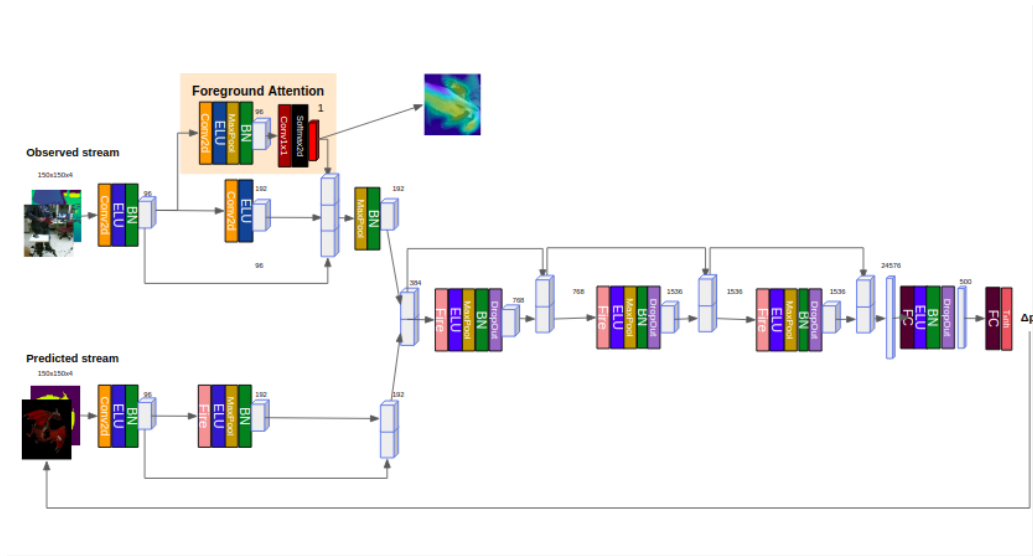 Foreground Attention
Conv2d
ELU
MaxPool
BN
96
Conv1x1
Softmax2d
1
Observed stream
150x150x4
Conv2d
ELU
BN
96
Conv2d
ELU
192
MaxPool
BN
192
96
384
Fire
ELU
MaxPool
BN
DropOut
768
768
Fire
ELU
MaxPool
BN
DropOut
1536
1536
Fire
ELU
MaxPool
BN
DropOut
1536
24576
FC
ELU
BN
DropOut
500
FC
Tanh
Δp
Predicted stream
150x150x4
Conv2d
ELU
BN
96
Fire
ELU
MaxPool
BN
192
192